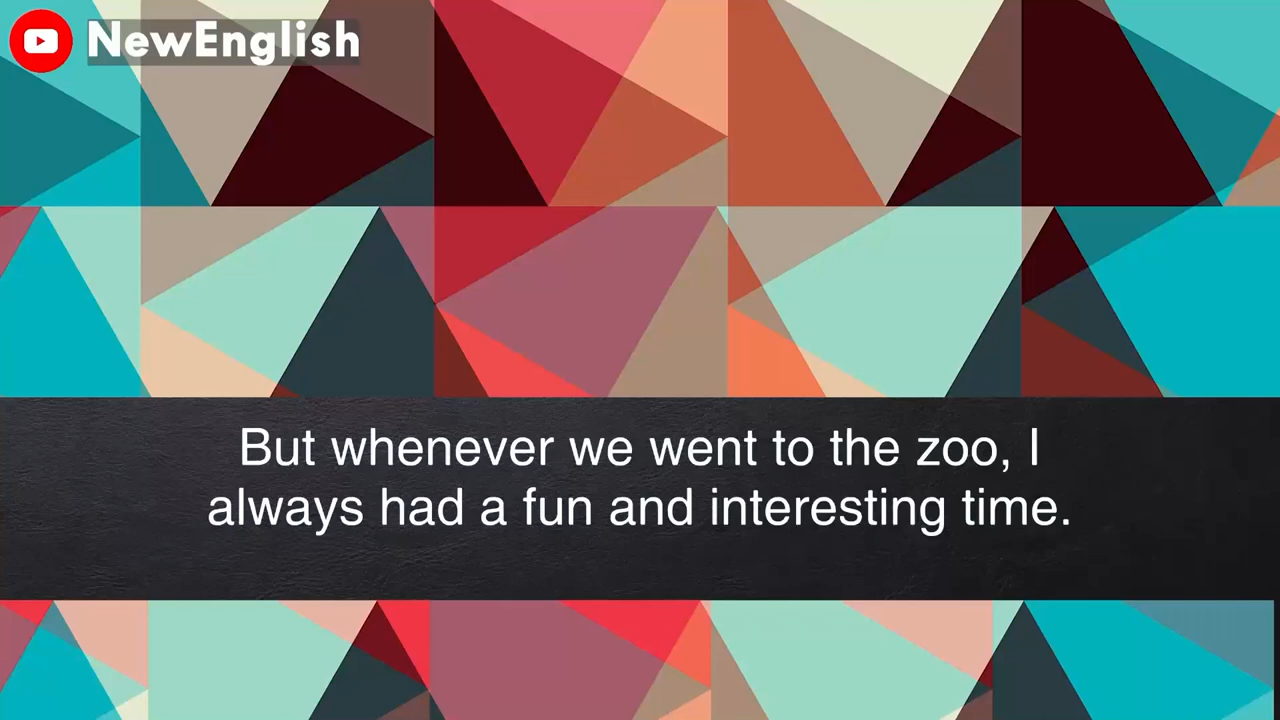 NewEnglish
But whenever we went to the zoo, I
always had a fun and interesting time.